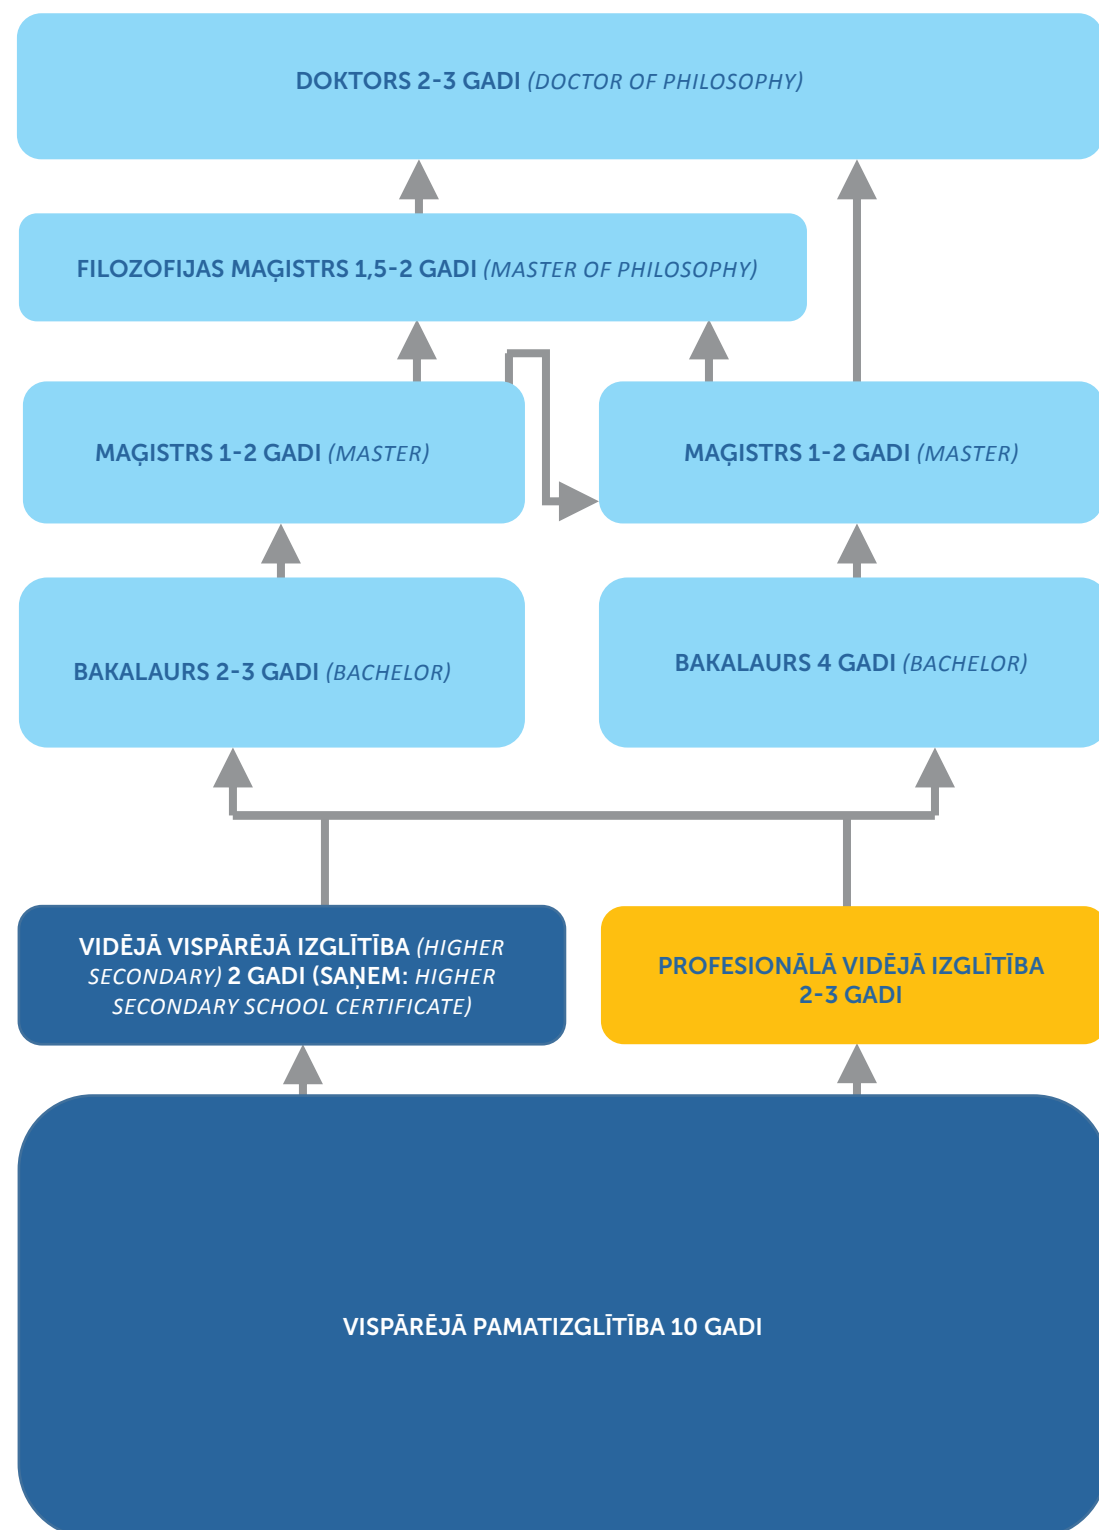 DOKTORS 2-3 GADI (DOCTOR OF PHILOSOPHY)
FILOZOFIJAS MAĢISTRS 1,5-2 GADI (MASTER OF PHILOSOPHY)
MAĢISTRS 1-2 GADI (MASTER)
MAĢISTRS 1-2 GADI (MASTER)
BAKALAURS 2-3 GADI (BACHELOR)
BAKALAURS 4 GADI (BACHELOR)
VIDĒJĀ VISPĀRĒJĀ IZGLĪTĪBA (HIGHER
SECONDARY) 2 GADI (SAŅEM: HIGHER
SECONDARY SCHOOL CERTIFICATE)
PROFESIONĀLĀ VIDĒJĀ IZGLĪTĪBA
2-3 GADI
VISPĀRĒJĀ PAMATIZGLĪTĪBA 10 GADI